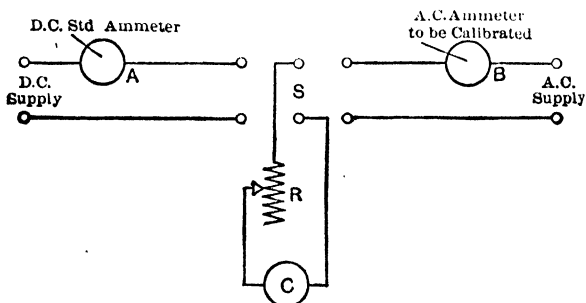 D.C. Std Ammeter
A.C. Ammeter
to be Calibrated
A
B
D.C.
Supply
S
A.C.
Supply
R
C